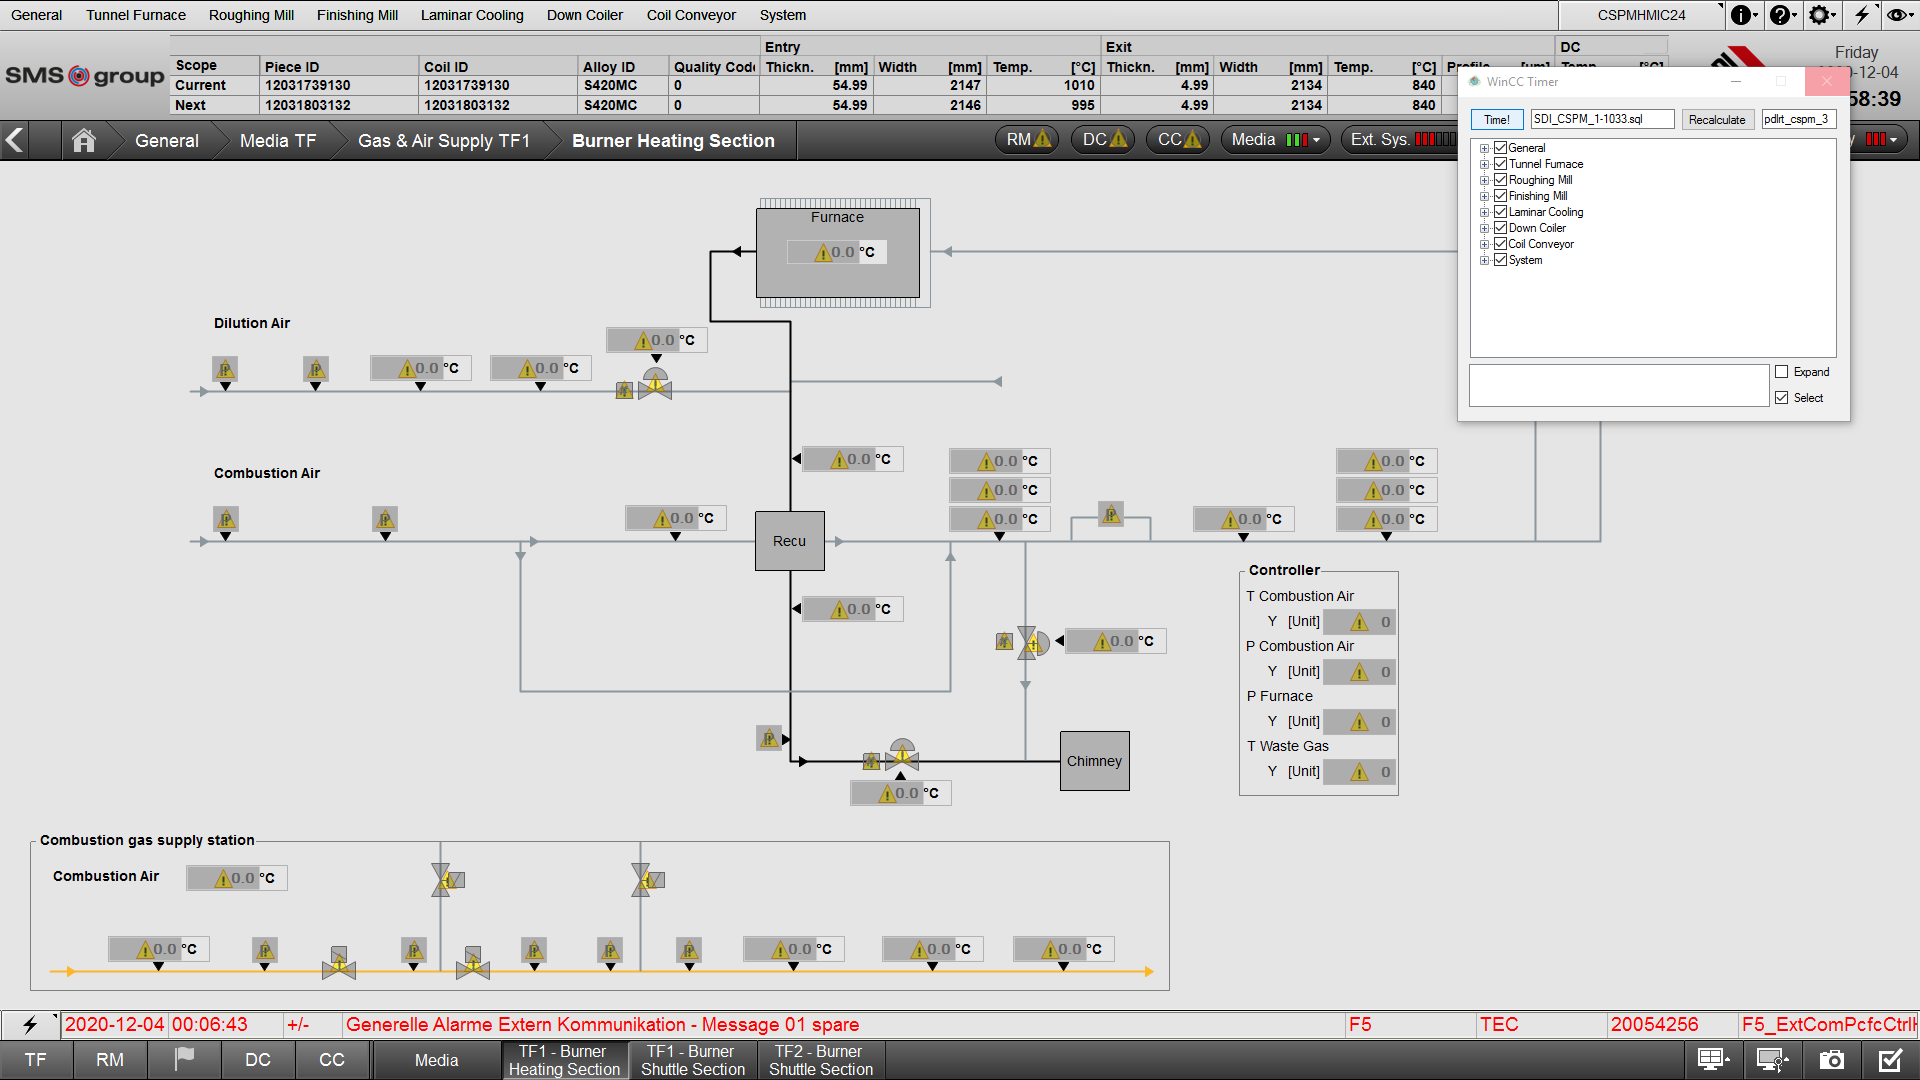 General Tunnel Furnace Roughing Mill Finishing Mill Laminar Cooling Down Coiler Coil Conveyor System CSPMHMIC24
SMS group
Entry Exit DC
Scope Piece ID Coil ID Alloy ID Quality Code Thickn. [mm] Width [mm] Temp. [°C] Thickn. [mm] Width [mm] Temp. [°C] Profile [µm] Temp. [°C]
Current 12031739130 12031739130 S420MC 0 54.99 2147 1010 4.99 2134 840
Next 12031803132 12031803132 S420MC 0 54.99 2146 995 4.99 2134 840
Friday
-12-04
58:39
WinCC Timer
Time! SDI_CSPM_1-1033.sql Recalculate pdlrt_cspm_3
General
Tunnel Furnace
Roughing Mill
Finishing Mill
Laminar Cooling
Down Coiler
Coil Conveyor
System
Expand
Select
General Media TF Gas & Air Supply TF1 Burner Heating Section RM DC CC Media Ext. Sys.
Furnace
0.0 °C
Dilution Air
0.0 °C
P P 0.0 °C 0.0 °C
M
0.0 °C
Combustion Air
0.0 °C 0.0 °C
0.0 °C 0.0 °C
P P 0.0 °C 0.0 °C P 0.0 °C 0.0 °C
Recu
0.0 °C
M 0.0 °C
Controller
T Combustion Air
Y [Unit] 0
P Combustion Air
Y [Unit] 0
P Furnace
Y [Unit] 0
T Waste Gas
Y [Unit] 0
P
M
Chimney
0.0 °C
Combustion gas supply station
Combustion Air 0.0 °C
0.0 °C P P P P P 0.0 °C 0.0 °C 0.0 °C
2020-12-04 00:06:43 +/- Generelle Alarme Extern Kommunikation - Message 01 spare F5 TEC 20054256 F5_ExtComPcfcCtrl
TF RM DC CC Media
TF1 - Burner
Heating Section
TF1 - Burner
Shuttle Section
TF2 - Burner
Shuttle Section